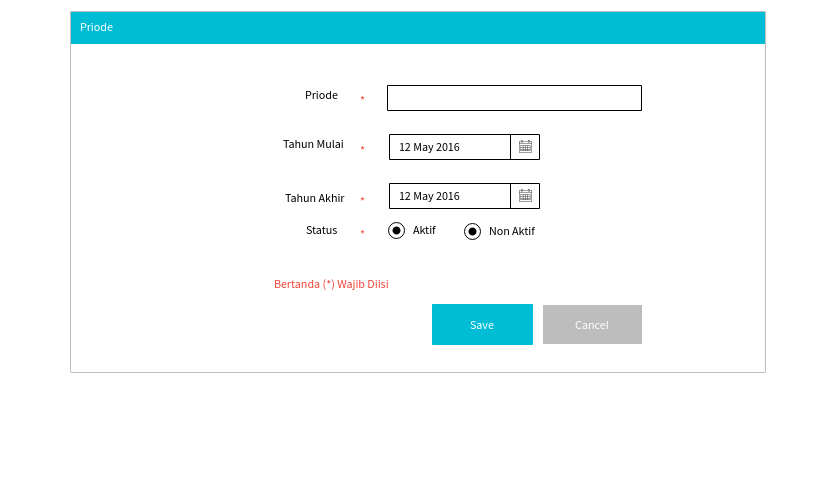 Priode
Priode *
Tahun Mulai * 12 May 2016
Tahun Akhir * 12 May 2016
Status * Aktif Non Aktif
Bertanda (*) Wajib Diisi
Save Cancel